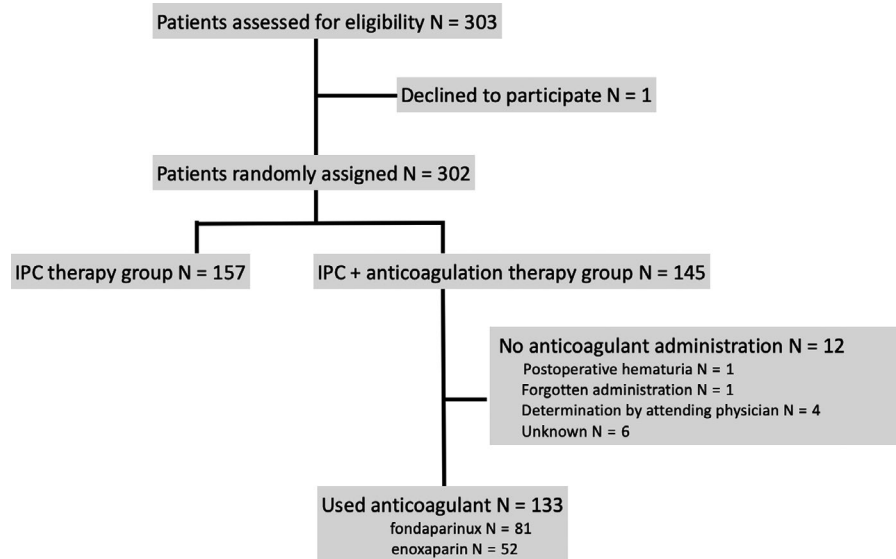 Patients assessed for eligibility N = 303
Declined to participate N = 1
Patients randomly assigned N = 302
IPC therapy group N = 157
IPC + anticoagulation therapy group N = 145
No anticoagulant administration N = 12
Postoperative hematuria N = 1
Forgotten administration N = 1
Determination by attending physician N = 4
Unknown N = 6
Used anticoagulant N = 133
fondaparinux N = 81
enoxaparin N = 52